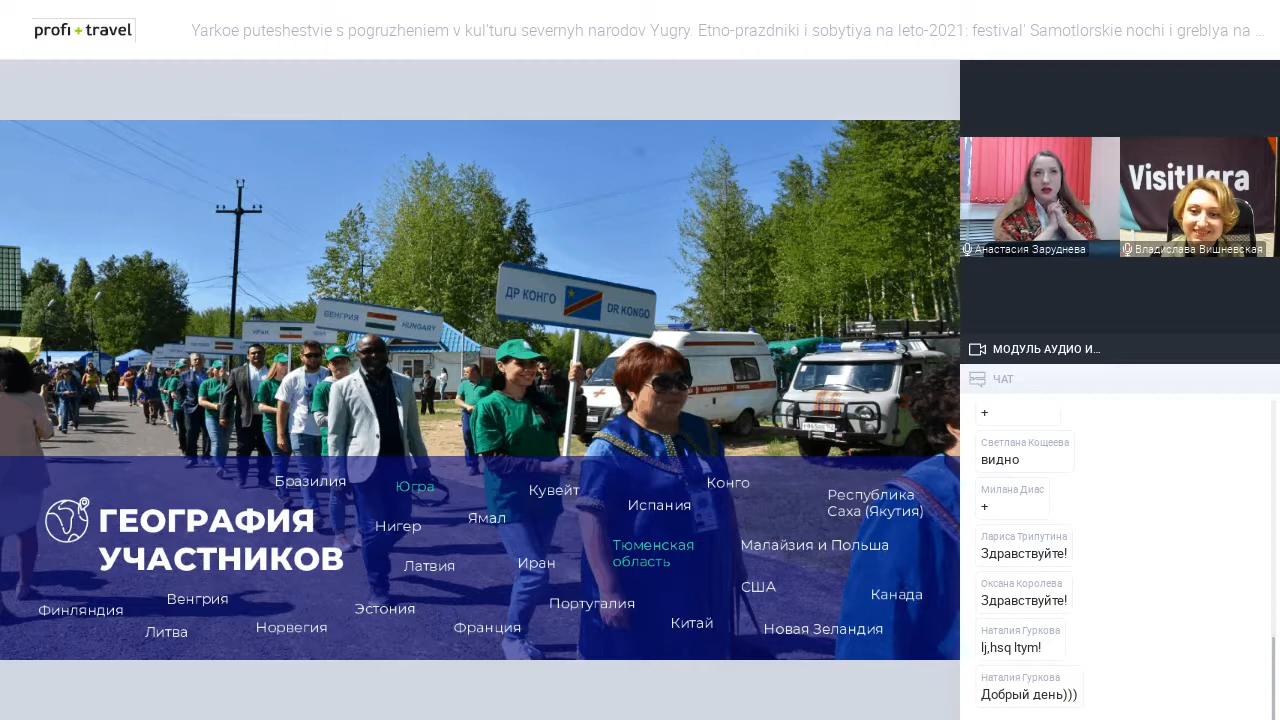 profi + travel
Yarkoe puteshestvie s pogruzheniem v kul'turu severnyh narodov Yugry. Etno-prazdniki i sobytiya na leto-2021: festival' Samotlorskie nochi i greblya na ...
ДР КОНГО
DR KONGO
ВЕНГРИЯ
HUNGARY
ИРАН
ГЕОГРАФИЯ
УЧАСТНИКОВ
Бразилия
Югра
Кувейт
Испания
Конго
Республика
Саха (Якутия)
Нигер
Ямал
Латвия
Иран
Тюменская
область
Малайзия и Польша
США
Канада
Финляндия
Венгрия
Эстония
Португалия
Литва
Норвегия
Франция
Китай
Новая Зеландия
VisitUgra
Анастасия Заруднева
Владислава Вишневская
МОДУЛЬ АУДИО И...
ЧАТ
+
Светлана Кощеева
видно
Милана Диас
+
Лариса Трипутина
Здравствуйте!
Оксана Королева
Здравствуйте!
Наталия Гуркова
lj,hsq ltym!
Наталия Гуркова
Добрый день)))